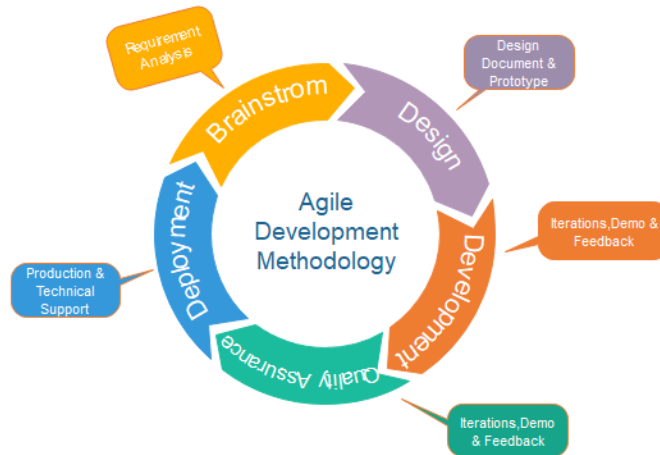 Requirement
Analysis
Brainstrom
Design
Document &
Prototype
Design
Agile
Development
Methodology
Iterations,Demo
& Feedback
Development
Deployment
Production &
Technical
Support
Quality Assurance
Iterations,Demo
& Feedback